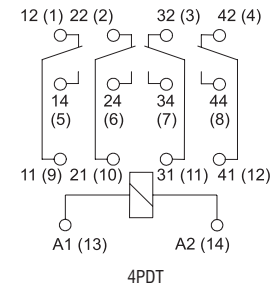 12 (1) 22 (2) 32 (3) 42 (4)
14 24 34 44
(5) (6) (7) (8)
11 (9) 21 (10) 31 (11) 41 (12)
A1 (13) A2 (14)
4PDT